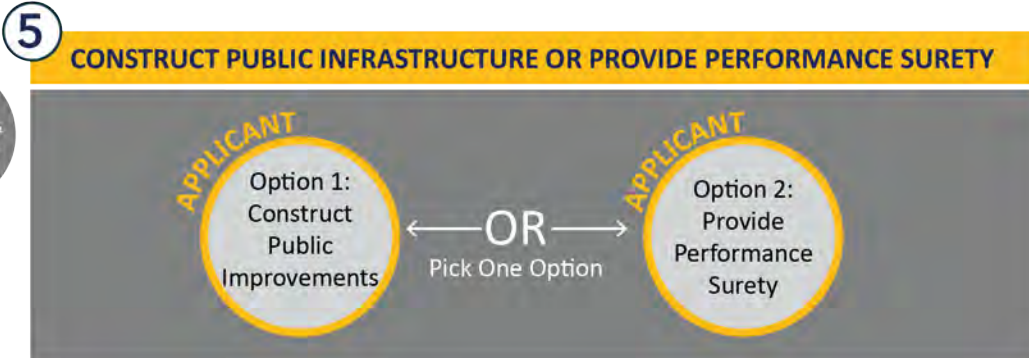 5
CONSTRUCT PUBLIC INFRASTRUCTURE OR PROVIDE PERFORMANCE SURETY
APPLICANT
Option 1:
Construct
Public
Improvements
OR
Pick One Option
APPLICANT
Option 2:
Provide
Performance
Surety